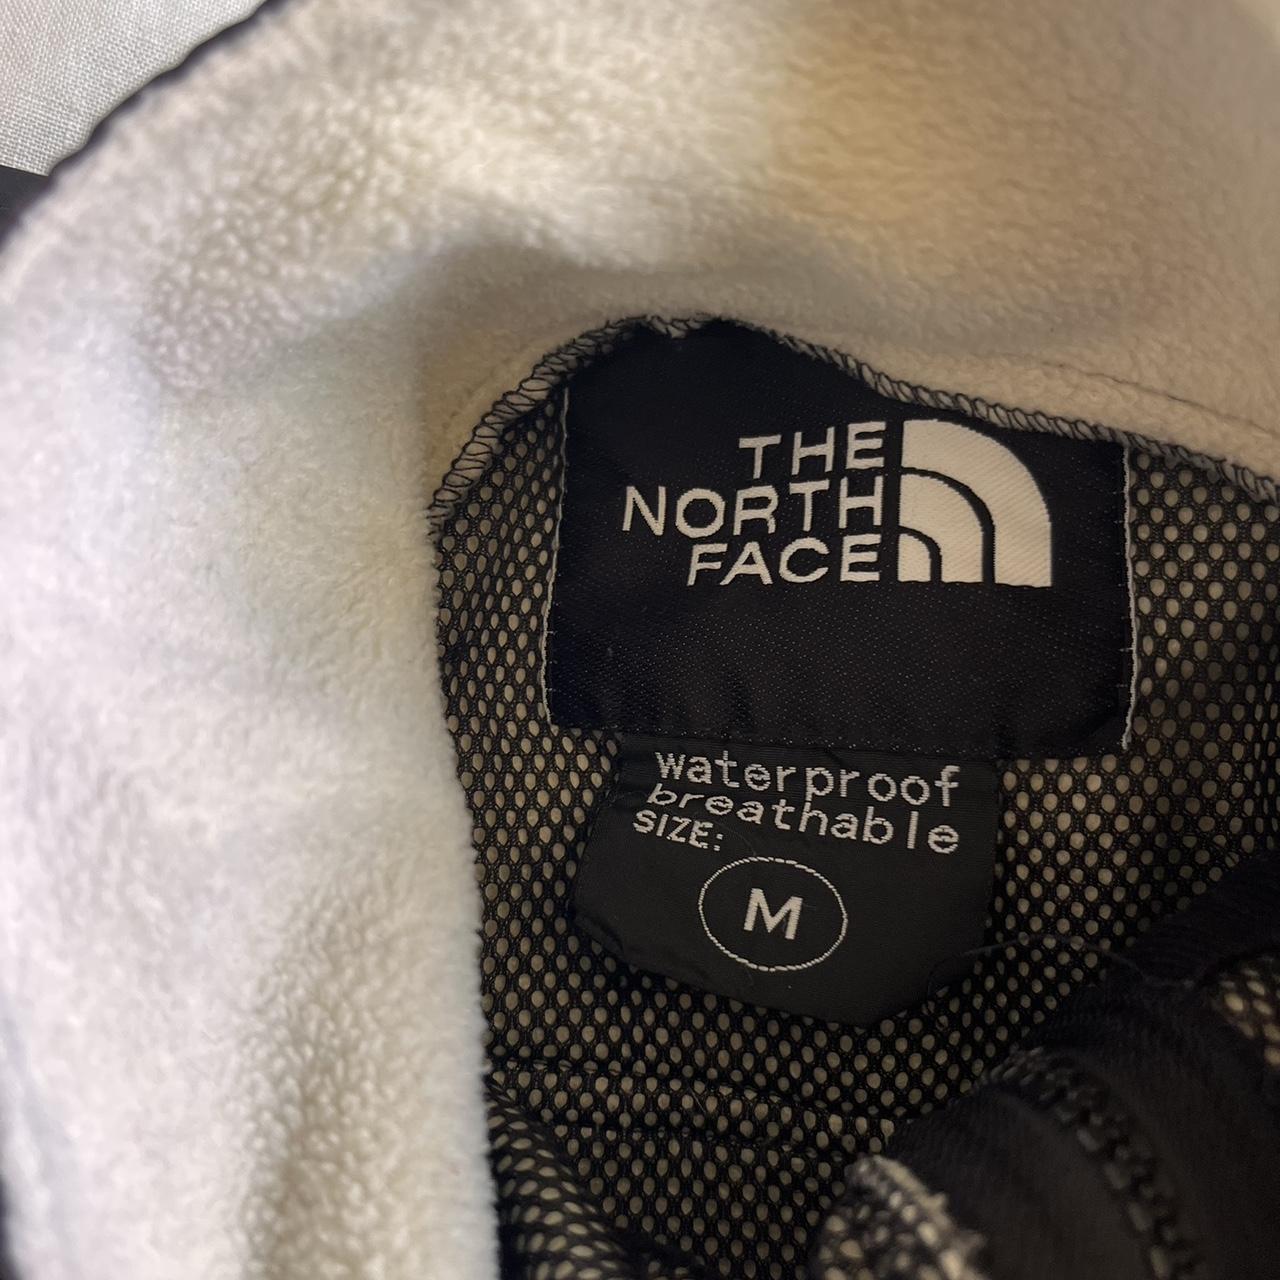 THE
NORTH
FACE
waterproof
breathable
SIZE:
M